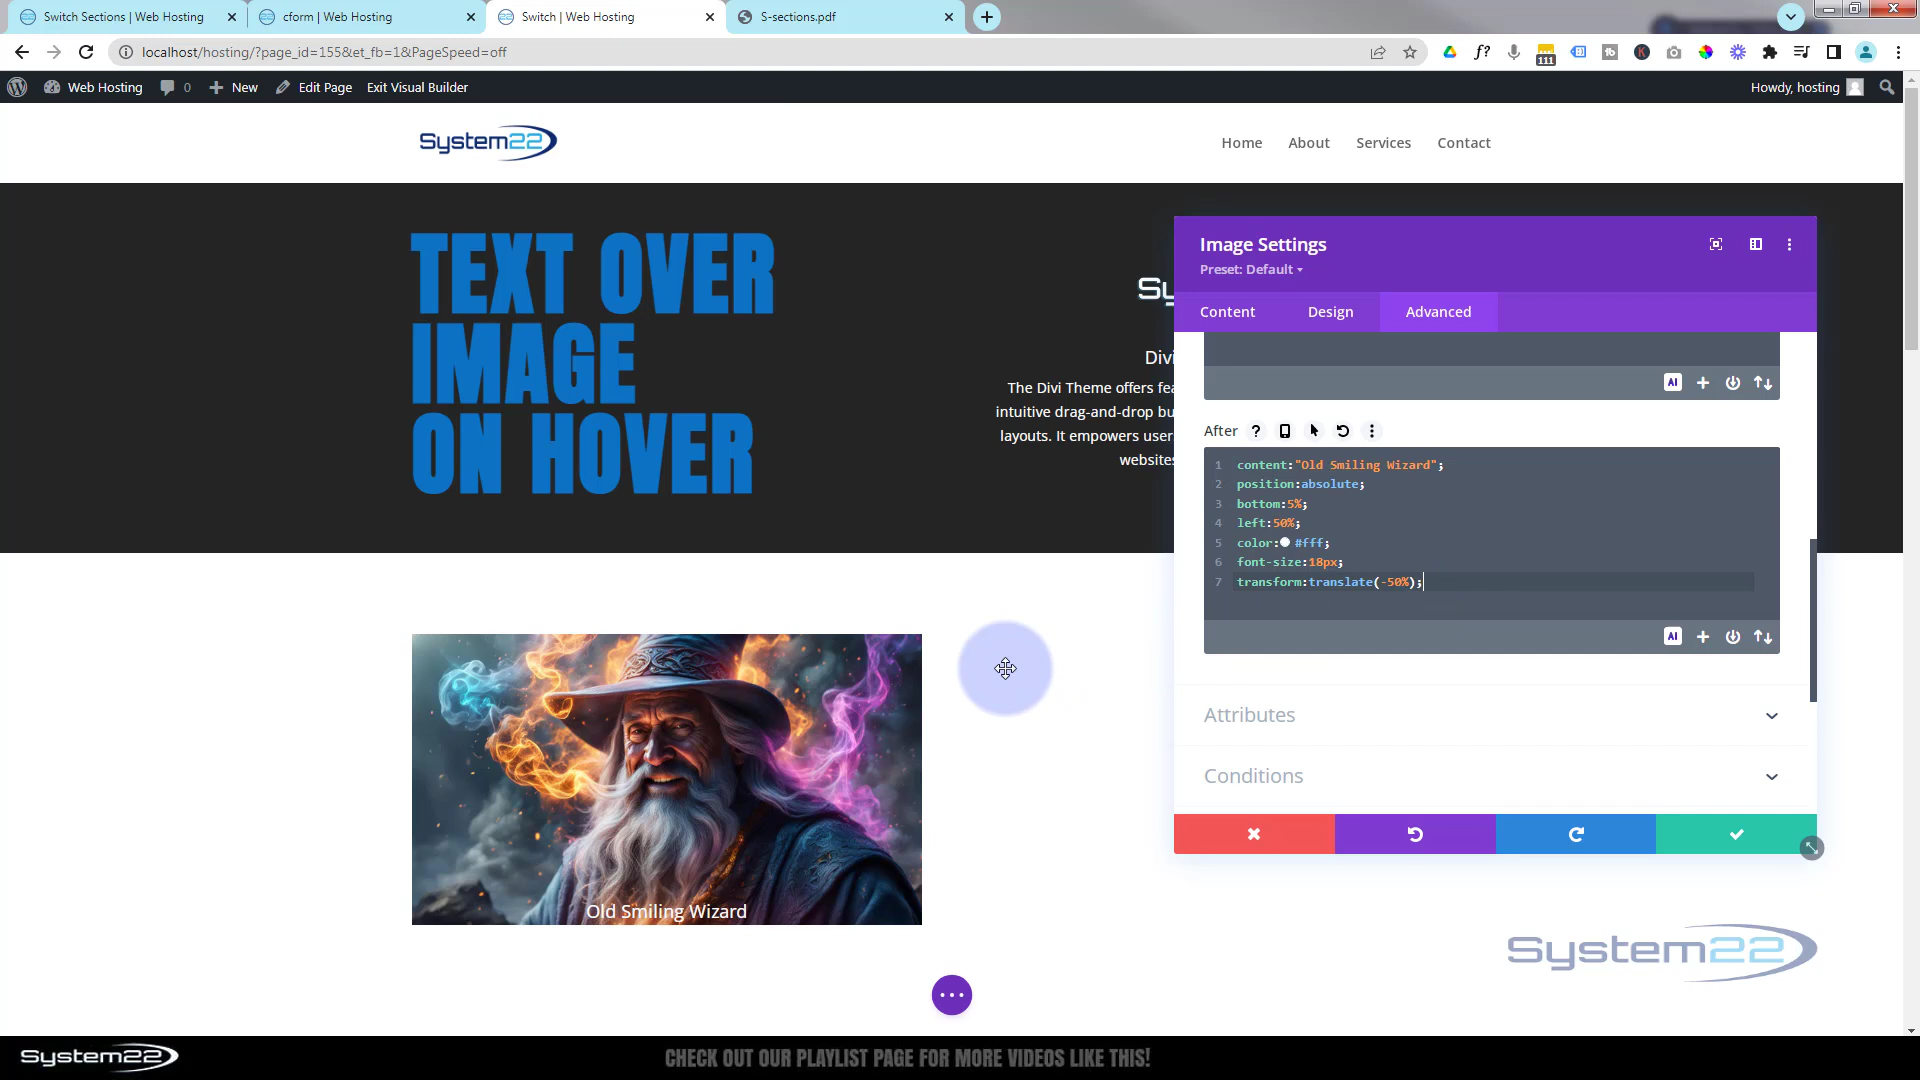 Switch Sections | Web Hosting
cform | Web Hosting
Switch | Web Hosting
S-sections.pdf
localhost/hosting/?page_id=155&et_fb=1&PageSpeed=off
f?
111
Web Hosting
0
New
Edit Page
Exit Visual Builder
Howdy, hosting
System22
Home
About
Services
Contact
TEXT OVER
IMAGE
ON HOVER
Sy
Divi
The Divi Theme offers fea
intuitive drag-and-drop bu
layouts. It empowers user
websites
Image Settings
Preset: Default
Content
Design
Advanced
AI
After
1 content:"Old Smiling Wizard";
2 position:absolute;
3 bottom:5%;
4 left:50%;
5 color: #fff;
6 font-size:18px;
7 transform:translate(-50%);
AI
Attributes
Conditions
Old Smiling Wizard
System22
System22
CHECK OUT OUR PLAYLIST PAGE FOR MORE VIDEOS LIKE THIS!